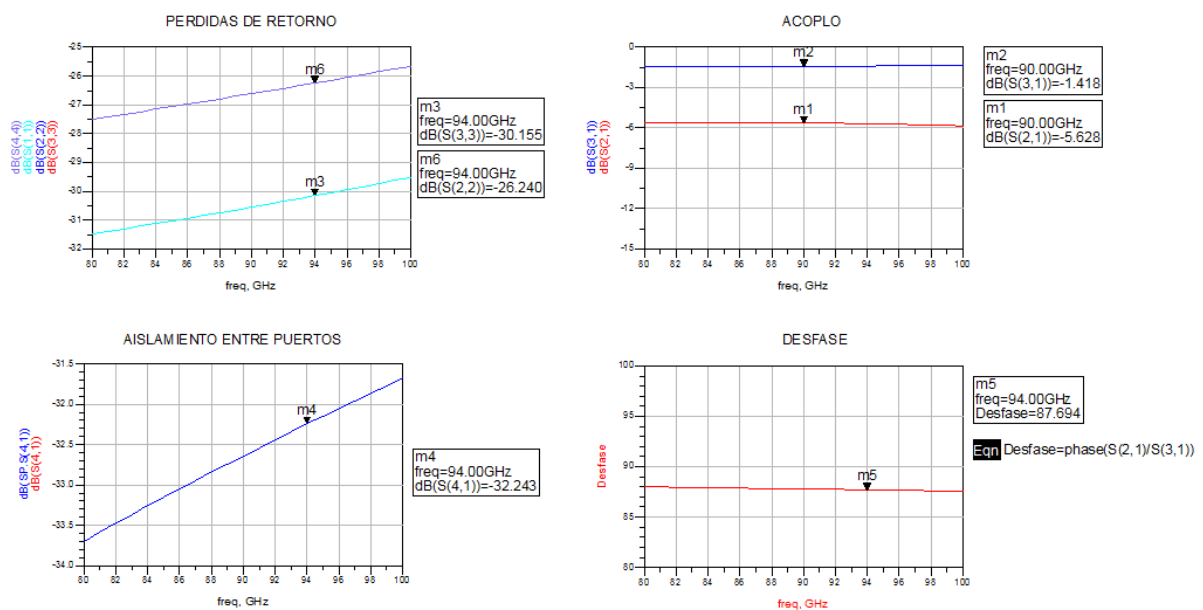 PERDIDAS DE RETORNO
-25
-26
-27
-28
-29
-30
-31
-32
80 82 84 86 88 90 92 94 96 98 100
freq, GHz
dB(S(4,4))
dB(S(1,1))
dB(S(2,2))
dB(S(3,3))
m6
m3
m3
freq=94.00GHz
dB(S(3,3))=-30.155
m6
freq=94.00GHz
dB(S(2,2))=-26.240
ACOPLO
0
-3
-6
-9
-12
-15
80 82 84 86 88 90 92 94 96 98 100
freq, GHz
dB(S(3,1))
dB(S(2,1))
m2
m1
m2
freq=90.00GHz
dB(S(3,1))=-1.418
m1
freq=90.00GHz
dB(S(2,1))=-5.628
AISLAMIENTO ENTRE PUERTOS
-31.5
-32.0
-32.5
-33.0
-33.5
-34.0
80 82 84 86 88 90 92 94 96 98 100
freq, GHz
dB(SP.S(4,1))
dB(S(4,1))
m4
m4
freq=94.00GHz
dB(S(4,1))=-32.243
DESFASE
100
95
90
85
80
80 82 84 86 88 90 92 94 96 98 100
freq, GHz
Desfase
m5
m5
freq=94.00GHz
Desfase=87.694
Eqn Desfase=phase(S(2,1)/S(3,1))